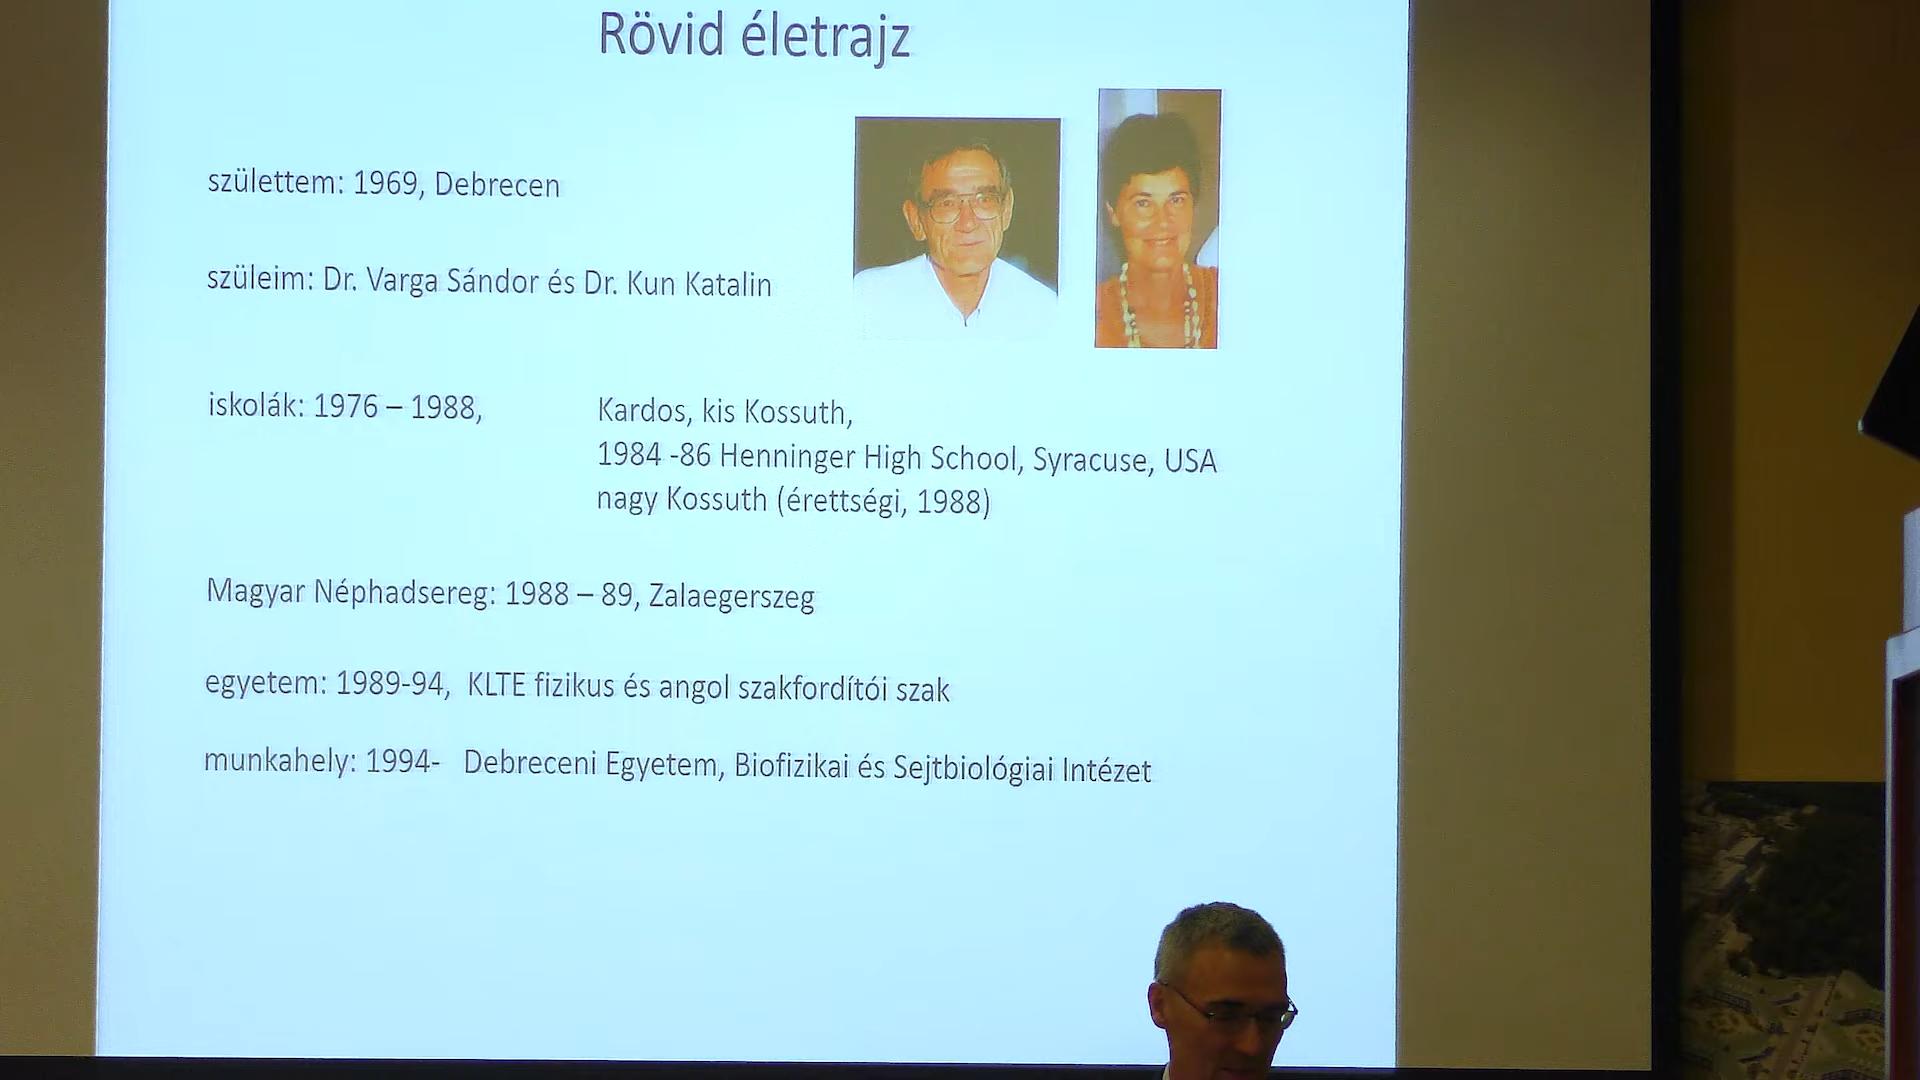 Rövid életrajz
születtem: 1969, Debrecen
szüleim: Dr. Varga Sándor és Dr. Kun Katalin
iskolák: 1976 – 1988, Kardos, kis Kossuth,
1984 -86 Henninger High School, Syracuse, USA
nagy Kossuth (érettségi, 1988)
Magyar Néphadsereg: 1988 – 89, Zalaegerszeg
egyetem: 1989-94, KLTE fizikus és angol szakfordítói szak
munkahely: 1994- Debreceni Egyetem, Biofizikai és Sejtbiológiai Intézet